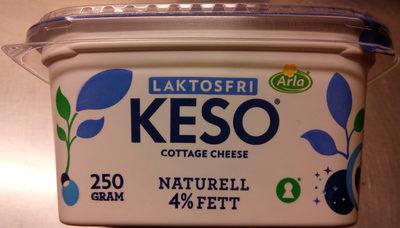 LAKTOSFRI
Arla
KESO®
COTTAGE CHEESE
250
GRAM
NATURELL
4% FETT